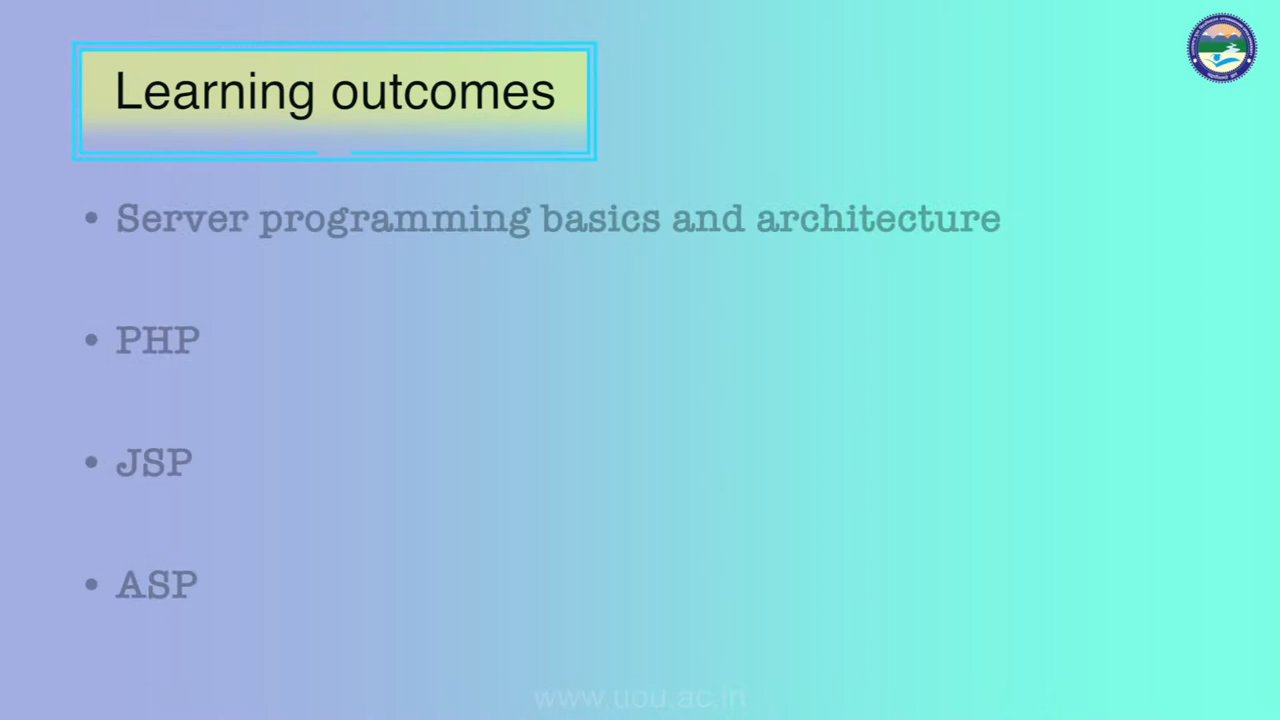 Learning outcomes
• Server programming basics and architecture
• PHP
• JSP
• ASP
www.uou.ac.in